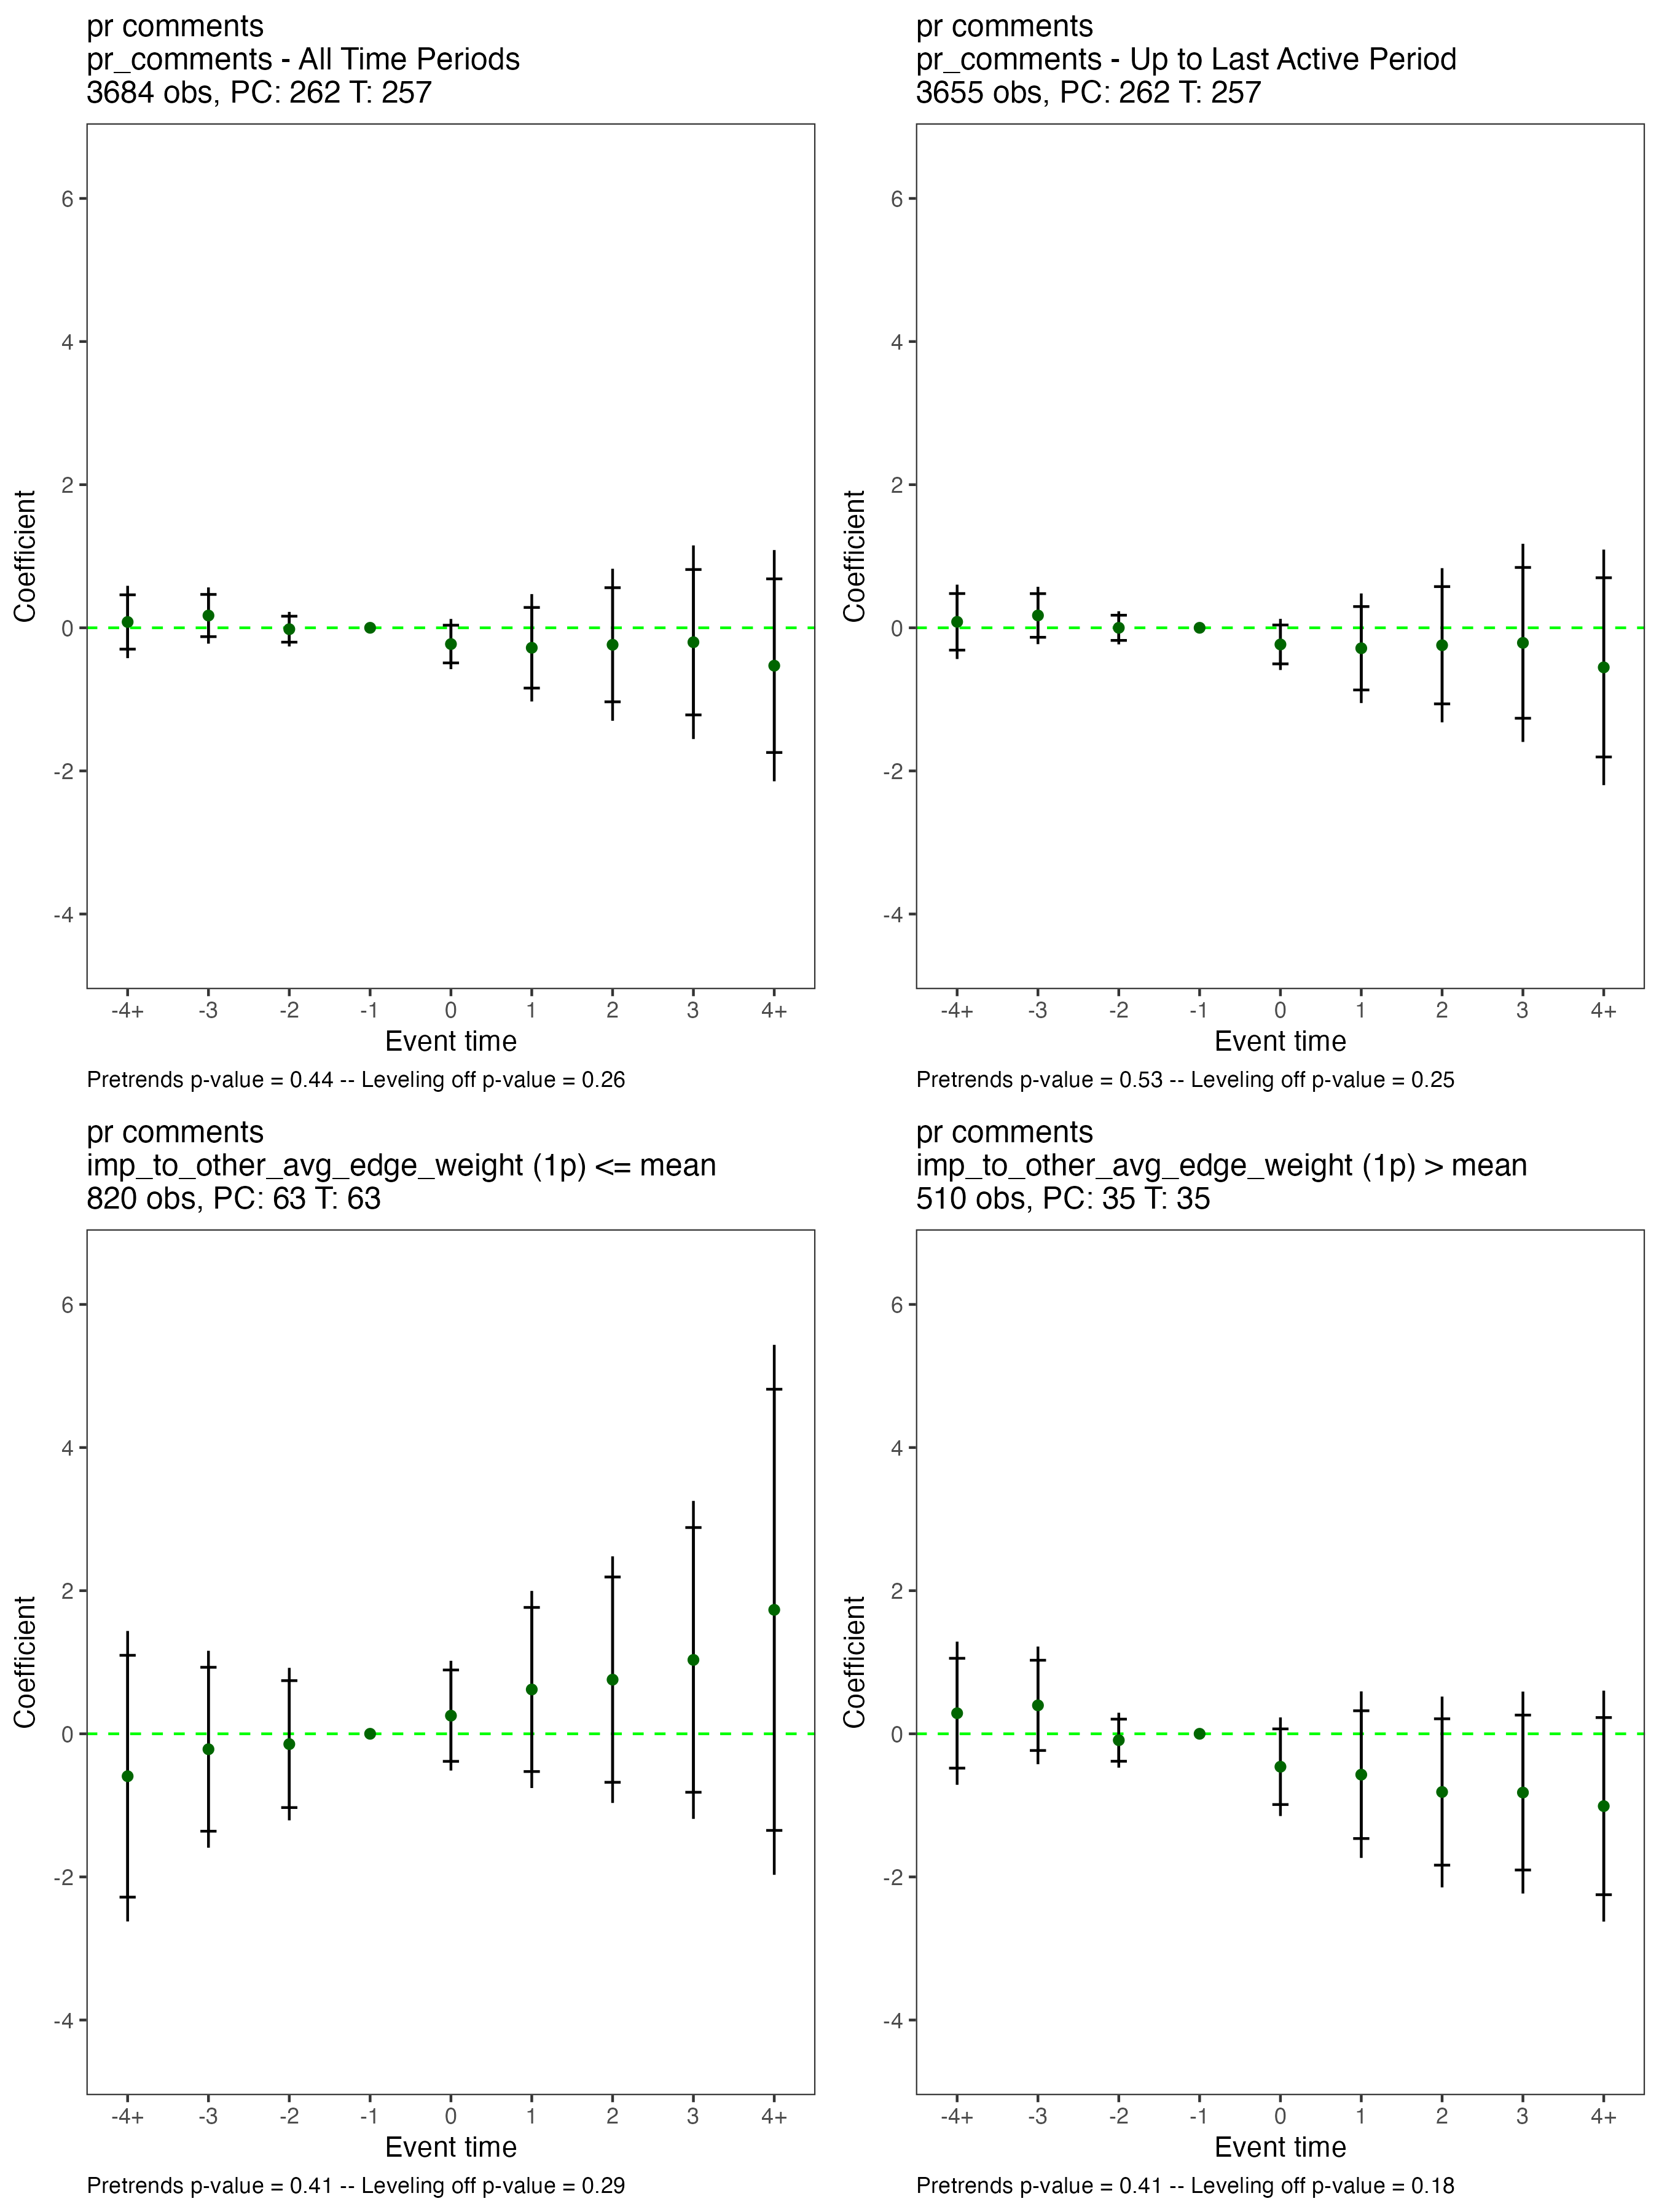 pr comments
pr_comments - All Time Periods
3684 obs, PC: 262 T: 257
Coefficient
6
4
2
0
-2
-4
-4+ -3 -2 -1 0 1 2 3 4+
Event time
Pretrends p-value = 0.44 -- Leveling off p-value = 0.26
pr comments
pr_comments - Up to Last Active Period
3655 obs, PC: 262 T: 257
Coefficient
6
4
2
0
-2
-4
-4+ -3 -2 -1 0 1 2 3 4+
Event time
Pretrends p-value = 0.53 -- Leveling off p-value = 0.25
pr comments
imp_to_other_avg_edge_weight (1p) <= mean
820 obs, PC: 63 T: 63
Coefficient
6
4
2
0
-2
-4
-4+ -3 -2 -1 0 1 2 3 4+
Event time
Pretrends p-value = 0.41 -- Leveling off p-value = 0.29
pr comments
imp_to_other_avg_edge_weight (1p) > mean
510 obs, PC: 35 T: 35
Coefficient
6
4
2
0
-2
-4
-4+ -3 -2 -1 0 1 2 3 4+
Event time
Pretrends p-value = 0.41 -- Leveling off p-value = 0.18